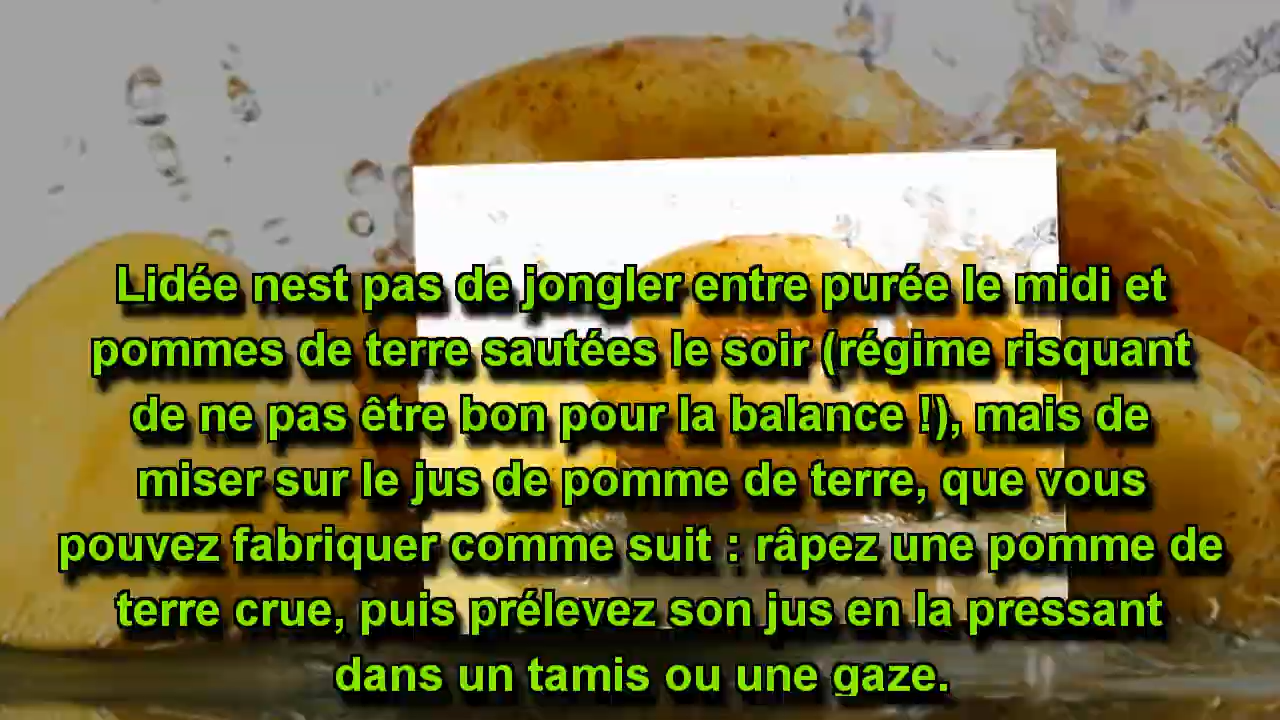 Lidée nest pas de jongler entre purée le midi et
pommes de terre sautées le soir (régime risquant
de ne pas être bon pour la balance !), mais de
miser sur le jus de pomme de terre, que vous
pouvez fabriquer comme suit : râpez une pomme de
terre crue, puis prélevez son jus en la pressant
dans un tamis ou une gaze.